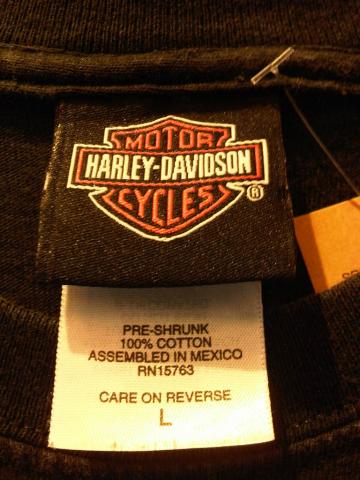 MOTOR
HARLEY-DAVIDSON
CYCLES ®
PRE-SHRUNK
100% COTTON
ASSEMBLED IN MEXICO
RN15763
CARE ON REVERSE
L